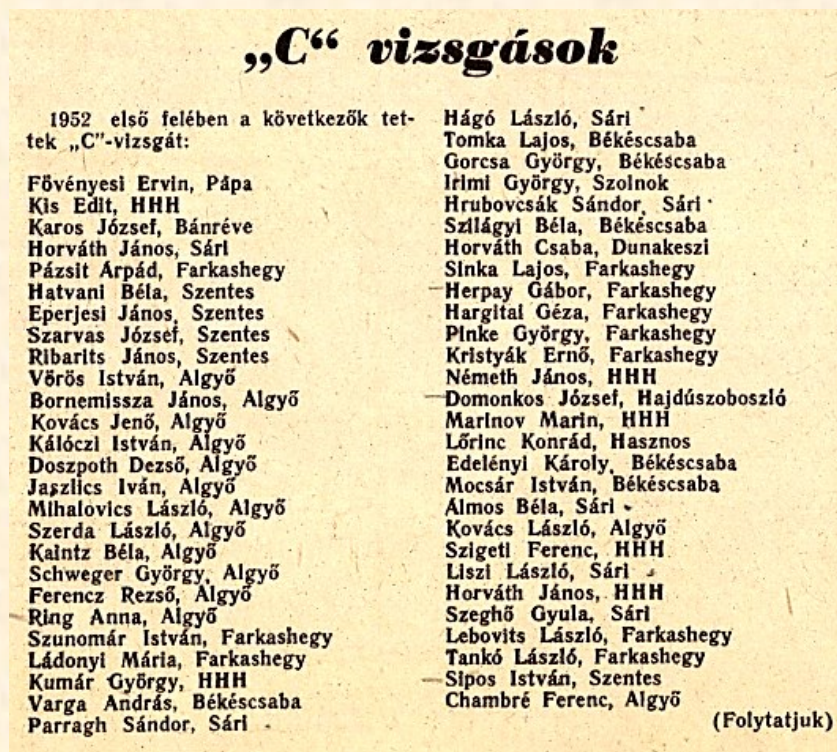 „C“ vizsgások
1952 első felében a következők tet-
tek „C”-vizsgát:
Fövényesi Ervin, Pápa
Kis Edit, HHH
Karos József, Bánréve
Horváth János, Sári
Pázsit Árpád, Farkashegy
Hatvani Béla, Szentes
Eperjesi János, Szentes
Szarvas József, Szentes
Ribarits János, Szentes
Vörös István, Algyő
Bornemissza János, Algyő
Kovács Jenő, Algyő
Kálóczi István, Algyő
Doszpoth Dezső, Algyő
Jaszlics Iván, Algyő
Mihalovics László, Algyő
Szerda László, Algyő
Kaintz Béla, Algyő
Schweger György, Algyő
Ferencz Rezső, Algyő
Ring Anna, Algyő
Szunomár István, Farkashegy
Ládonyi Mária, Farkashegy
Kumár György, HHH
Varga András, Békéscsaba
Parragh Sándor, Sári
Hágó László, Sári
Tomka Lajos, Békéscsaba
Gorcsa György, Békéscsaba
Irimi György, Szolnok
Hrubovcsák Sándor, Sári
Szilágyi Béla, Békéscsaba
Horváth Csaba, Dunakeszi
Sinka Lajos, Farkashegy
Herpay Gábor, Farkashegy
Hargitai Géza, Farkashegy
Pinke György, Farkashegy
Kristyák Ernő, Farkashegy
Németh János, HHH
Domonkos József, Hajdúszoboszló
Marinov Marin, HHH
Lőrinc Konrád, Hasznos
Edelényi Károly, Békéscsaba
Mocsár István, Békéscsaba
Álmos Béla, Sári
Kovács László, Algyő
Szigeti Ferenc, HHH
Liszi László, Sári
Horváth János, HHH
Szeghő Gyula, Sári
Lebovits László, Farkashegy
Tankó László, Farkashegy
Sipos István, Szentes
Chambré Ferenc, Algyő
(Folytatjuk)